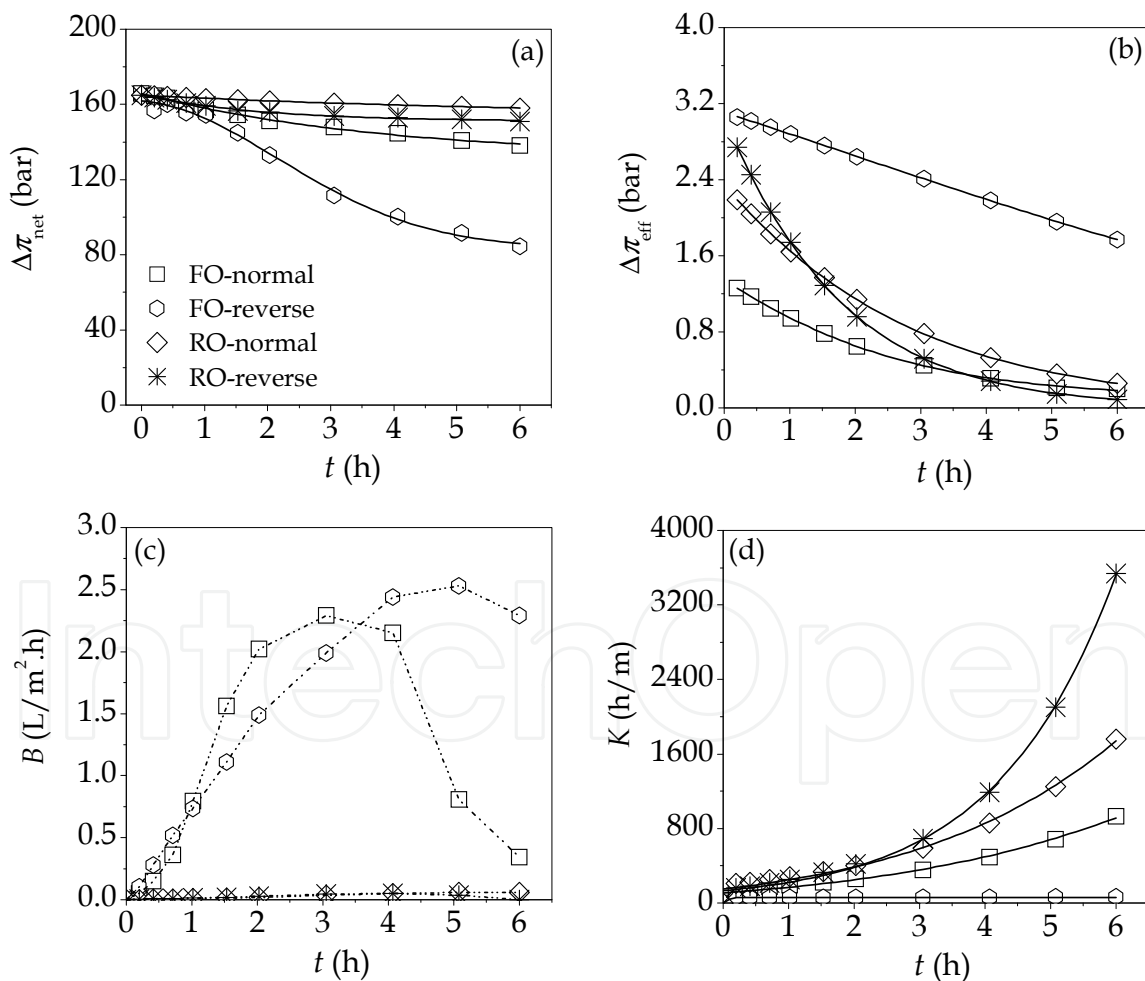 (a)
200
160
120
80
40
0
Δπnet (bar)
FO-normal
FO-reverse
RO-normal
RO-reverse
0 1 2 3 4 5 6
t (h)
(b)
4.0
3.2
2.4
1.6
0.8
0.0
Δπeff (bar)
0 1 2 3 4 5 6
t (h)
(c)
3.0
2.5
2.0
1.5
1.0
0.5
0.0
B (L/m².h)
0 1 2 3 4 5 6
t (h)
(d)
4000
3200
2400
1600
800
0
K (h/m)
0 1 2 3 4 5 6
t (h)
IntechOpen